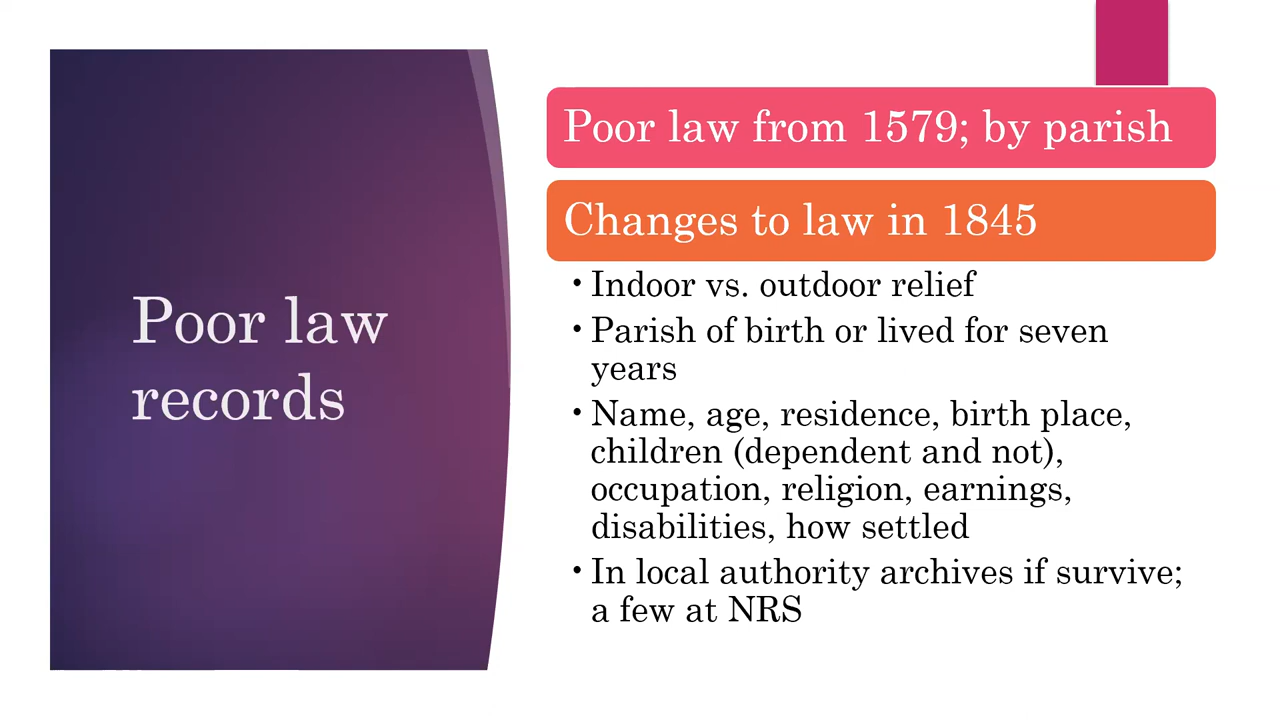 Poor law
records
Poor law from 1579; by parish
Changes to law in 1845
• Indoor vs. outdoor relief
• Parish of birth or lived for seven
years
• Name, age, residence, birth place,
children (dependent and not),
occupation, religion, earnings,
disabilities, how settled
• In local authority archives if survive;
a few at NRS